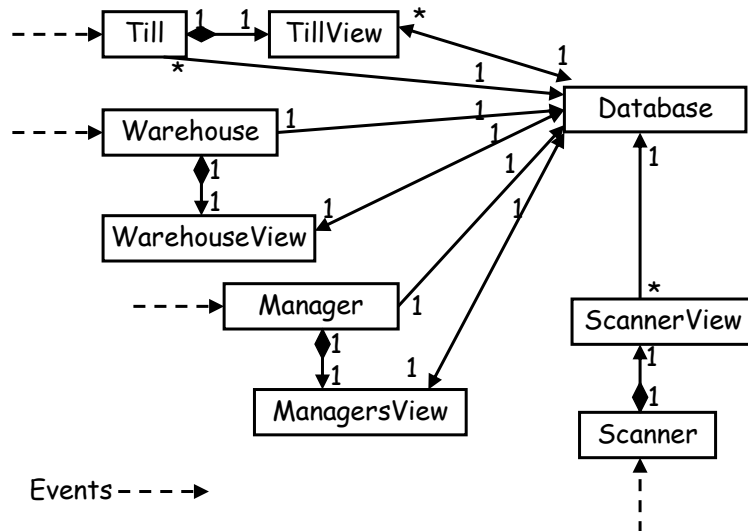 Till 1 1 TillView * 1
* 1
Database
Warehouse 1 1
1 1
1 1
WarehouseView 1
1 1
Manager 1
* 
1 ScannerView
1 1 1
ManagersView 1
Scanner
Events